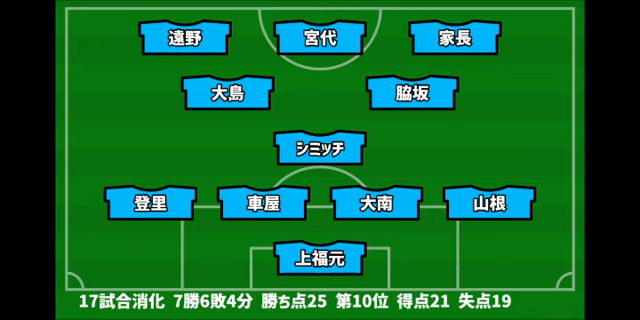 遠野 宮代 家長
大島 脇坂
シミッチ
登里 車屋 大南 山根
上福元
17試合消化 7勝6敗4分 勝ち点25 第10位 得点21 失点19